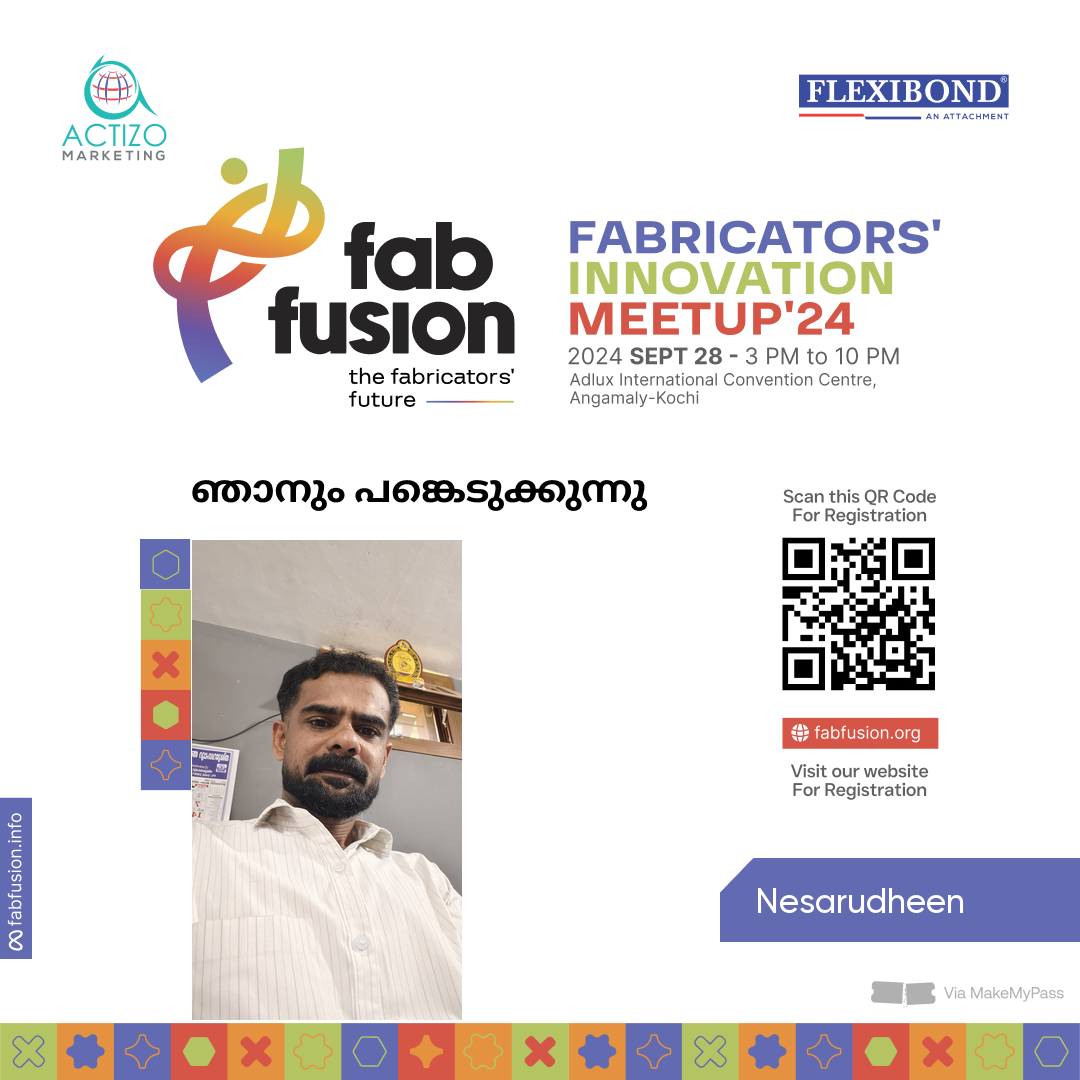 ACTIZO
MARKETING
FLEXIBOND®
AN ATTACHMENT
fab
fusion
the fabricators'
future
FABRICATORS'
INNOVATION
MEETUP'24
2024 SEPT 28 - 3 PM to 10 PM
Adlux International Convention Centre,
Angamaly-Kochi
ഞാനും പങ്കെടുക്കുന്നു
Scan this QR Code
For Registration
fabfusion.org
Visit our website
For Registration
fabfusion.info
Nesarudheen
Via MakeMyPass